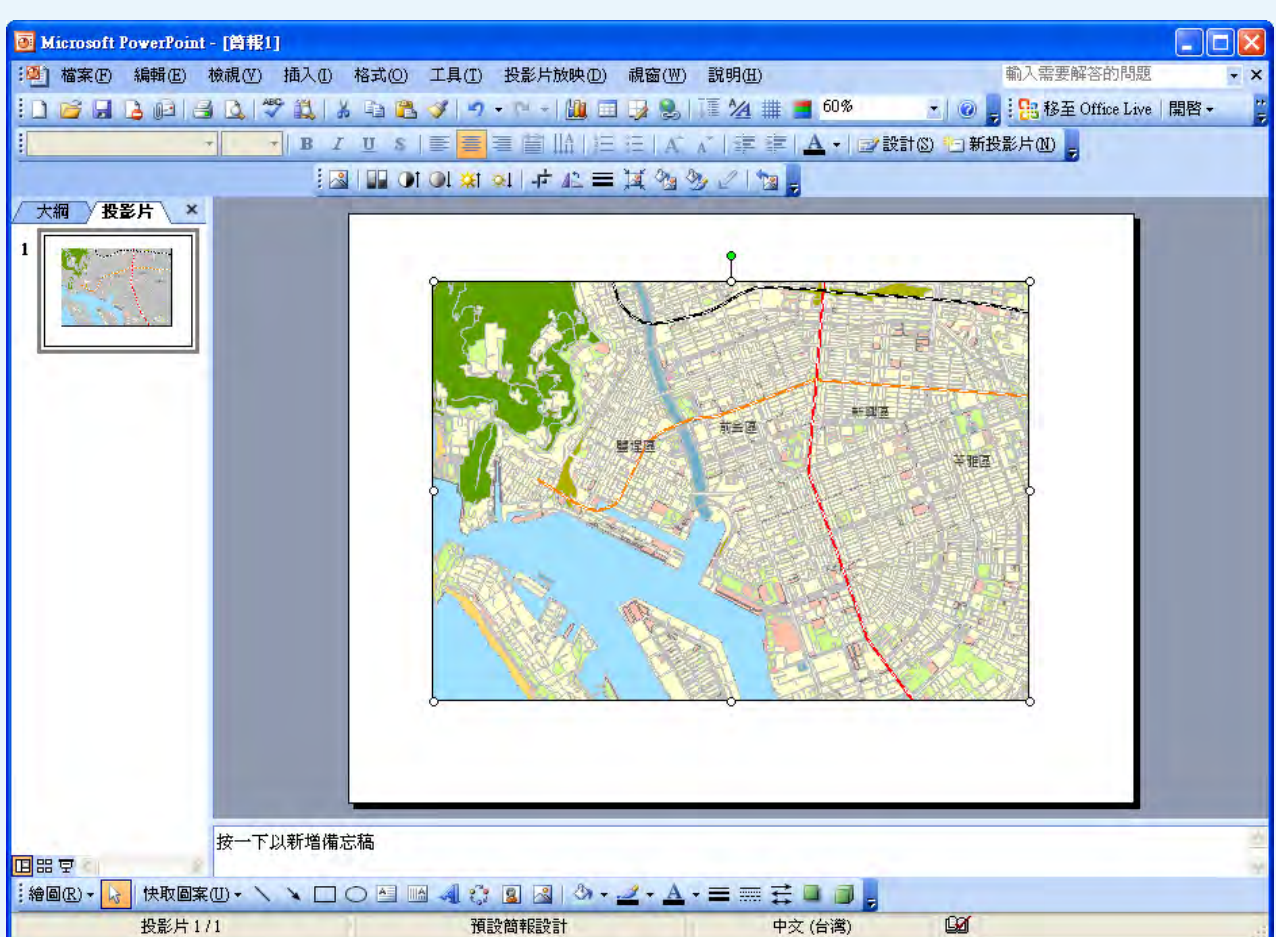 Microsoft PowerPoint - [簡報1]
檔案(F) 編輯(E) 檢視(V) 插入(I) 格式(O) 工具(T) 投影片放映(D) 視窗(W) 說明(H) 輸入需要解答的問題
ABC 60% 移至 Office Live 開啓
B I U S A A A 設計(S) 新投影片(N)
大綱 投影片
1
新興區
前金區
鹽埕區
苓雅區
按一下以新增備忘稿
繪圖(R) 快取圖案(U) A
投影片 1 / 1 預設簡報設計 中文 (台灣)